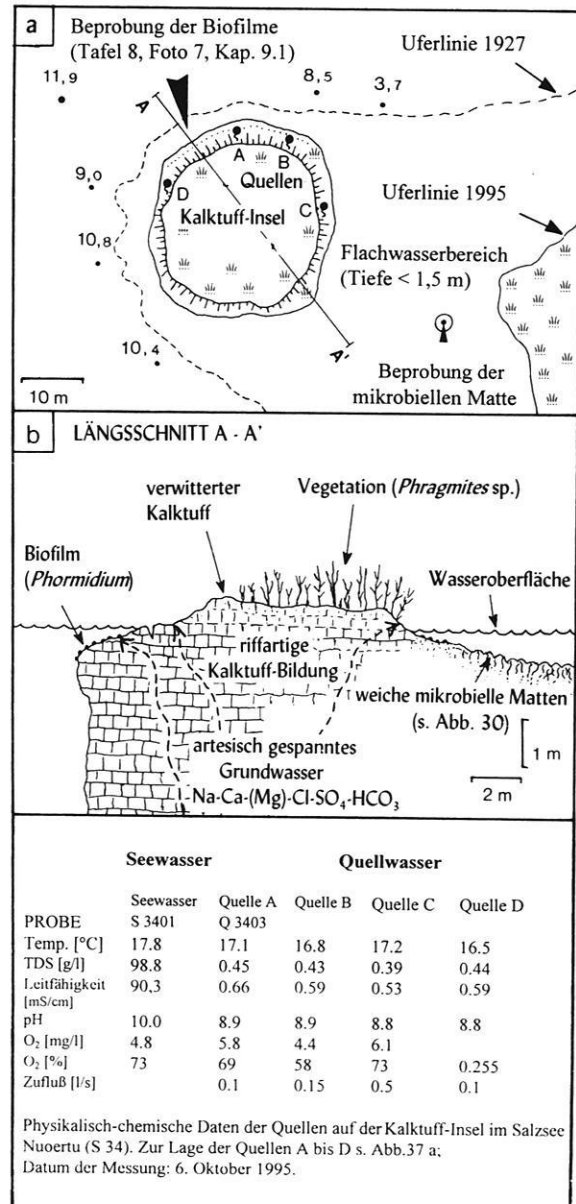 a
Beprobung der Biofilme
(Tafel 8, Foto 7, Kap. 9.1)
Uferlinie 1927
11,9
8,5
3,7
A
A
B
Quellen
9,0
D
Kalktuff-Insel
C
Uferlinie 1995
10,8
Flachwasserbereich
(Tiefe < 1,5 m)
10,4
A'
Beprobung der
mikrobiellen Matte
10 m
b
LÄNGSSCHNITT A - A'
verwitterter
Kalktuff
Vegetation (Phragmites sp.)
Biofilm
(Phormidium)
Wasseroberfläche
riffartige
Kalktuff-Bildung
weiche mikrobielle Matten
(s. Abb. 30)
artesisch gespanntes
Grundwasser
Na-Ca-(Mg)-Cl-SO₄-HCO₃
1 m
2 m
Seewasser Quellwasser
Seewasser Quelle A Quelle B Quelle C Quelle D
PROBE S 3401 Q 3403
Temp. [°C] 17.8 17.1 16.8 17.2 16.5
TDS [g/l] 98.8 0.45 0.43 0.39 0.44
Leitfähigkeit 90,3 0.66 0.59 0.53 0.59
[mS/cm]
pH 10.0 8.9 8.9 8.8 8.8
O₂ [mg/l] 4.8 5.8 4.4 6.1
O₂ [%] 73 69 58 73 0.255
Zufluß [l/s] 0.1 0.15 0.5 0.1
Physikalisch-chemische Daten der Quellen auf der Kalktuff-Insel im Salzsee
Nuoertu (S 34). Zur Lage der Quellen A bis D s. Abb.37 a;
Datum der Messung: 6. Oktober 1995.